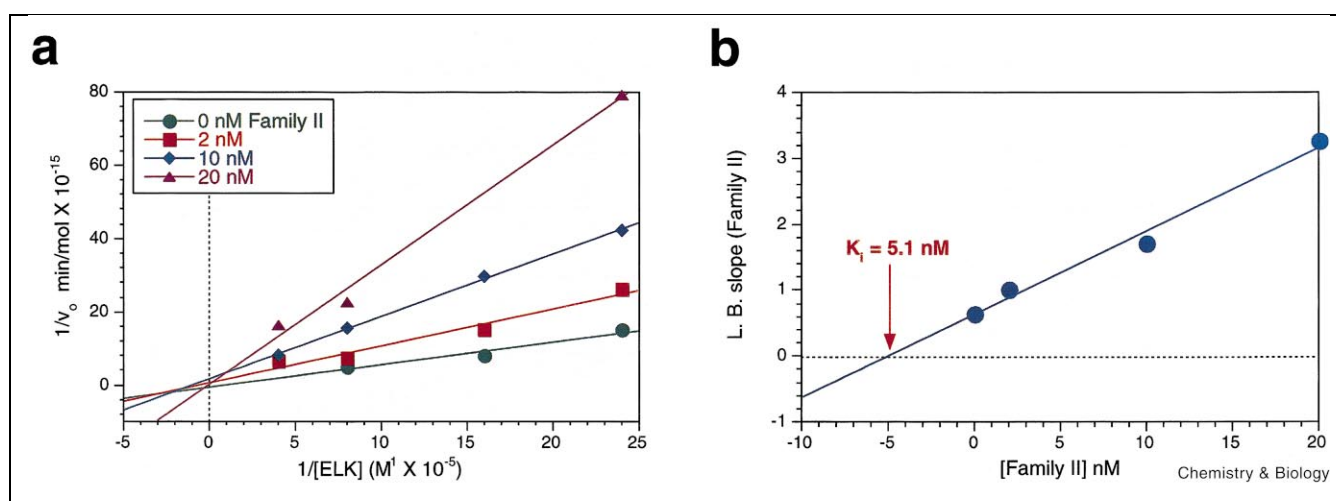 a
80
60
40
20
0
1/vo min/mol X 10-15
0 nM Family II
2 nM
10 nM
20 nM
-5 0 5 10 15 20 25
1/[ELK] (M1 X 10-5)
b
4
3
2
1
0
-1
L. B. slope (Family II)
Ki = 5.1 nM
-10 -5 0 5 10 15 20
[Family II] nM
Chemistry & Biology